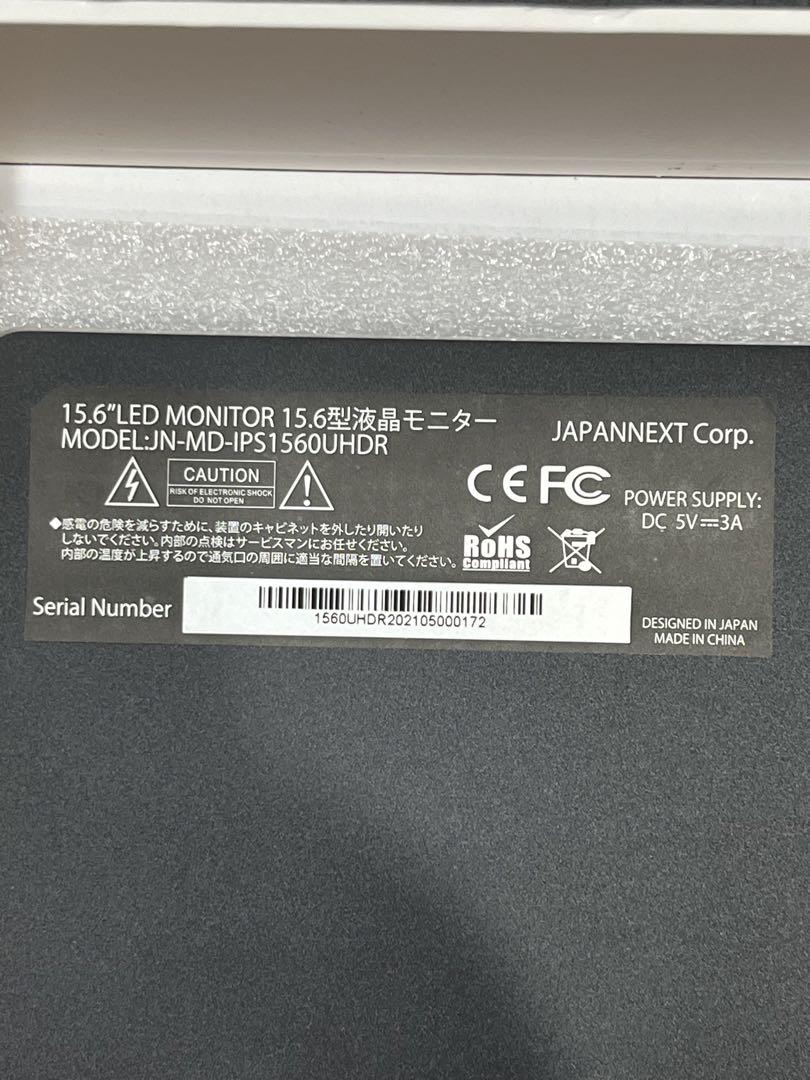 15.6"LED MONITOR 15.6型液晶モニター
MODEL:JN-MD-IPS1560UHDR
JAPANNEXT Corp.
CAUTION
RISK OF ELECTRONIC SHOCK
DO NOT OPEN
CE FC
POWER SUPPLY:
DC 5V⎓3A
◆感電の危険を減らすために、装置のキャビネットを外したり開いたり
しないでください。内部の点検はサービスマンにお任せください。
内部の温度が上昇するので通気口の周囲に適当な間隔を置いてください。
RoHS
Compliant
Serial Number
1560UHDR202105000172
DESIGNED IN JAPAN
MADE IN CHINA